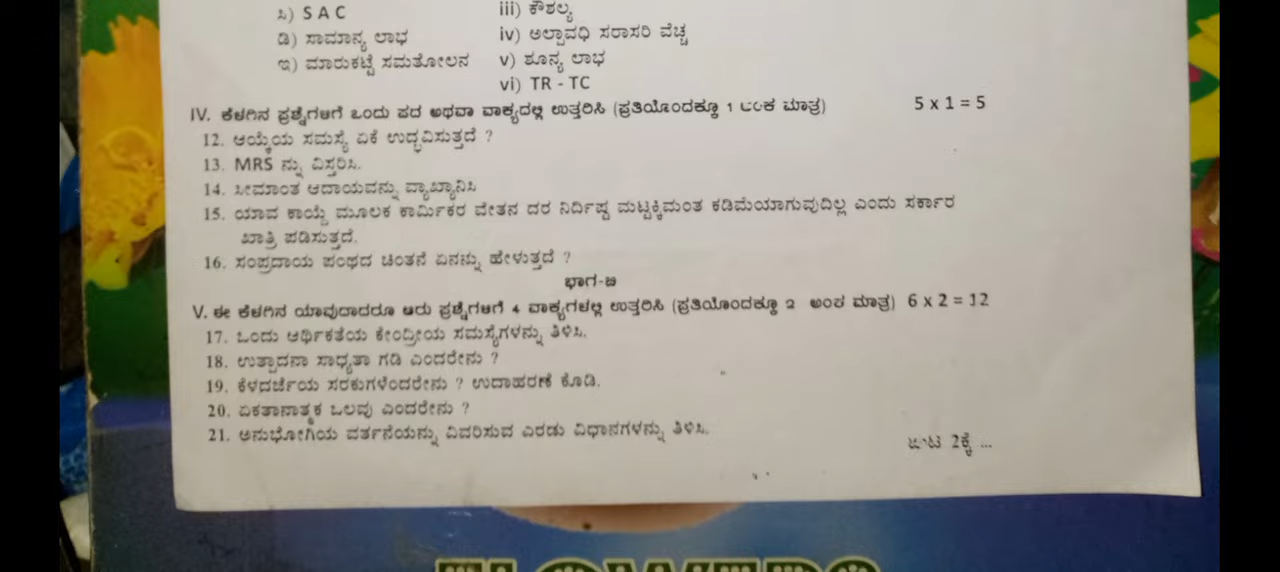 ಸಿ) S A C iii) ಕೌಶಲ್ಯ
ಡಿ) ಸಾಮಾನ್ಯ ಲಾಭ iv) ಅಲ್ಪಾವಧಿ ಸರಾಸರಿ ವೆಚ್ಚ
ಇ) ಮಾರುಕಟ್ಟೆ ಸಮತೋಲನ v) ಶೂನ್ಯ ಲಾಭ
vi) TR - TC
IV. ಕೆಳಗಿನ ಪ್ರಶ್ನೆಗಳಿಗೆ ಒಂದು ಪದ ಅಥವಾ ವಾಕ್ಯದಲ್ಲಿ ಉತ್ತರಿಸಿ (ಪ್ರತಿಯೊಂದಕ್ಕೂ 1 ಅಂಕ ಮಾತ್ರ) 5 x 1 = 5
12. ಆಯ್ಕೆಯ ಸಮಸ್ಯೆ ಏಕೆ ಉದ್ಭವಿಸುತ್ತದೆ ?
13. MRS ನ್ನು ವಿಸ್ತರಿಸಿ.
14. ಸೀಮಾಂತ ಆದಾಯವನ್ನು ವ್ಯಾಖ್ಯಾನಿಸಿ
15. ಯಾವ ಕಾಯ್ದೆ ಮೂಲಕ ಕಾರ್ಮಿಕರ ವೇತನ ದರ ನಿರ್ದಿಷ್ಟ ಮಟ್ಟಕ್ಕಿಮಂತ ಕಡಿಮೆಯಾಗುವುದಿಲ್ಲ ಎಂದು ಸರ್ಕಾರ
ಖಾತ್ರಿ ಪಡಿಸುತ್ತದೆ.
16. ಸಂಪ್ರದಾಯ ಪಂಥದ ಚಿಂತನೆ ಏನನ್ನು ಹೇಳುತ್ತದೆ ?
ಭಾಗ-ಬಿ
V. ಈ ಕೆಳಗಿನ ಯಾವುದಾದರೂ ಆರು ಪ್ರಶ್ನೆಗಳಿಗೆ 4 ವಾಕ್ಯಗಳಲ್ಲಿ ಉತ್ತರಿಸಿ (ಪ್ರತಿಯೊಂದಕ್ಕೂ 2 ಅಂಕ ಮಾತ್ರ) 6 x 2 = 12
17. ಒಂದು ಆರ್ಥಿಕತೆಯ ಕೇಂದ್ರೀಯ ಸಮಸ್ಯೆಗಳನ್ನು ತಿಳಿಸಿ.
18. ಉತ್ಪಾದನಾ ಸಾಧ್ಯತಾ ಗಡಿ ಎಂದರೇನು ?
19. ಕೆಳದರ್ಜೆಯ ಸರಕುಗಳೆಂದರೇನು ? ಉದಾಹರಣೆ ಕೊಡಿ.
20. ಏಕತಾನಾತ್ಮಕ ಒಲವು ಎಂದರೇನು ?
21. ಅನುಭೋಗಿಯ ವರ್ತನೆಯನ್ನು ವಿವರಿಸುವ ಎರಡು ವಿಧಾನಗಳನ್ನು ತಿಳಿಸಿ.
ಪುಟ 2ಕ್ಕೆ ...